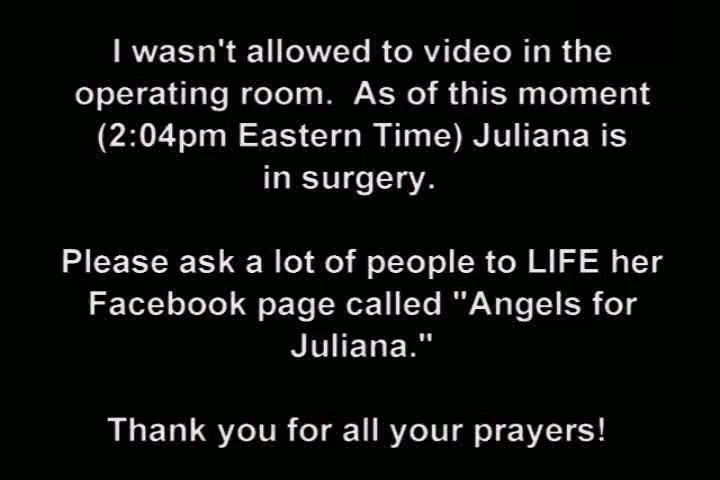 I wasn't allowed to video in the
operating room.  As of this moment
(2:04pm Eastern Time) Juliana is
in surgery.
Please ask a lot of people to LIFE her
Facebook page called "Angels for
Juliana."
Thank you for all your prayers!